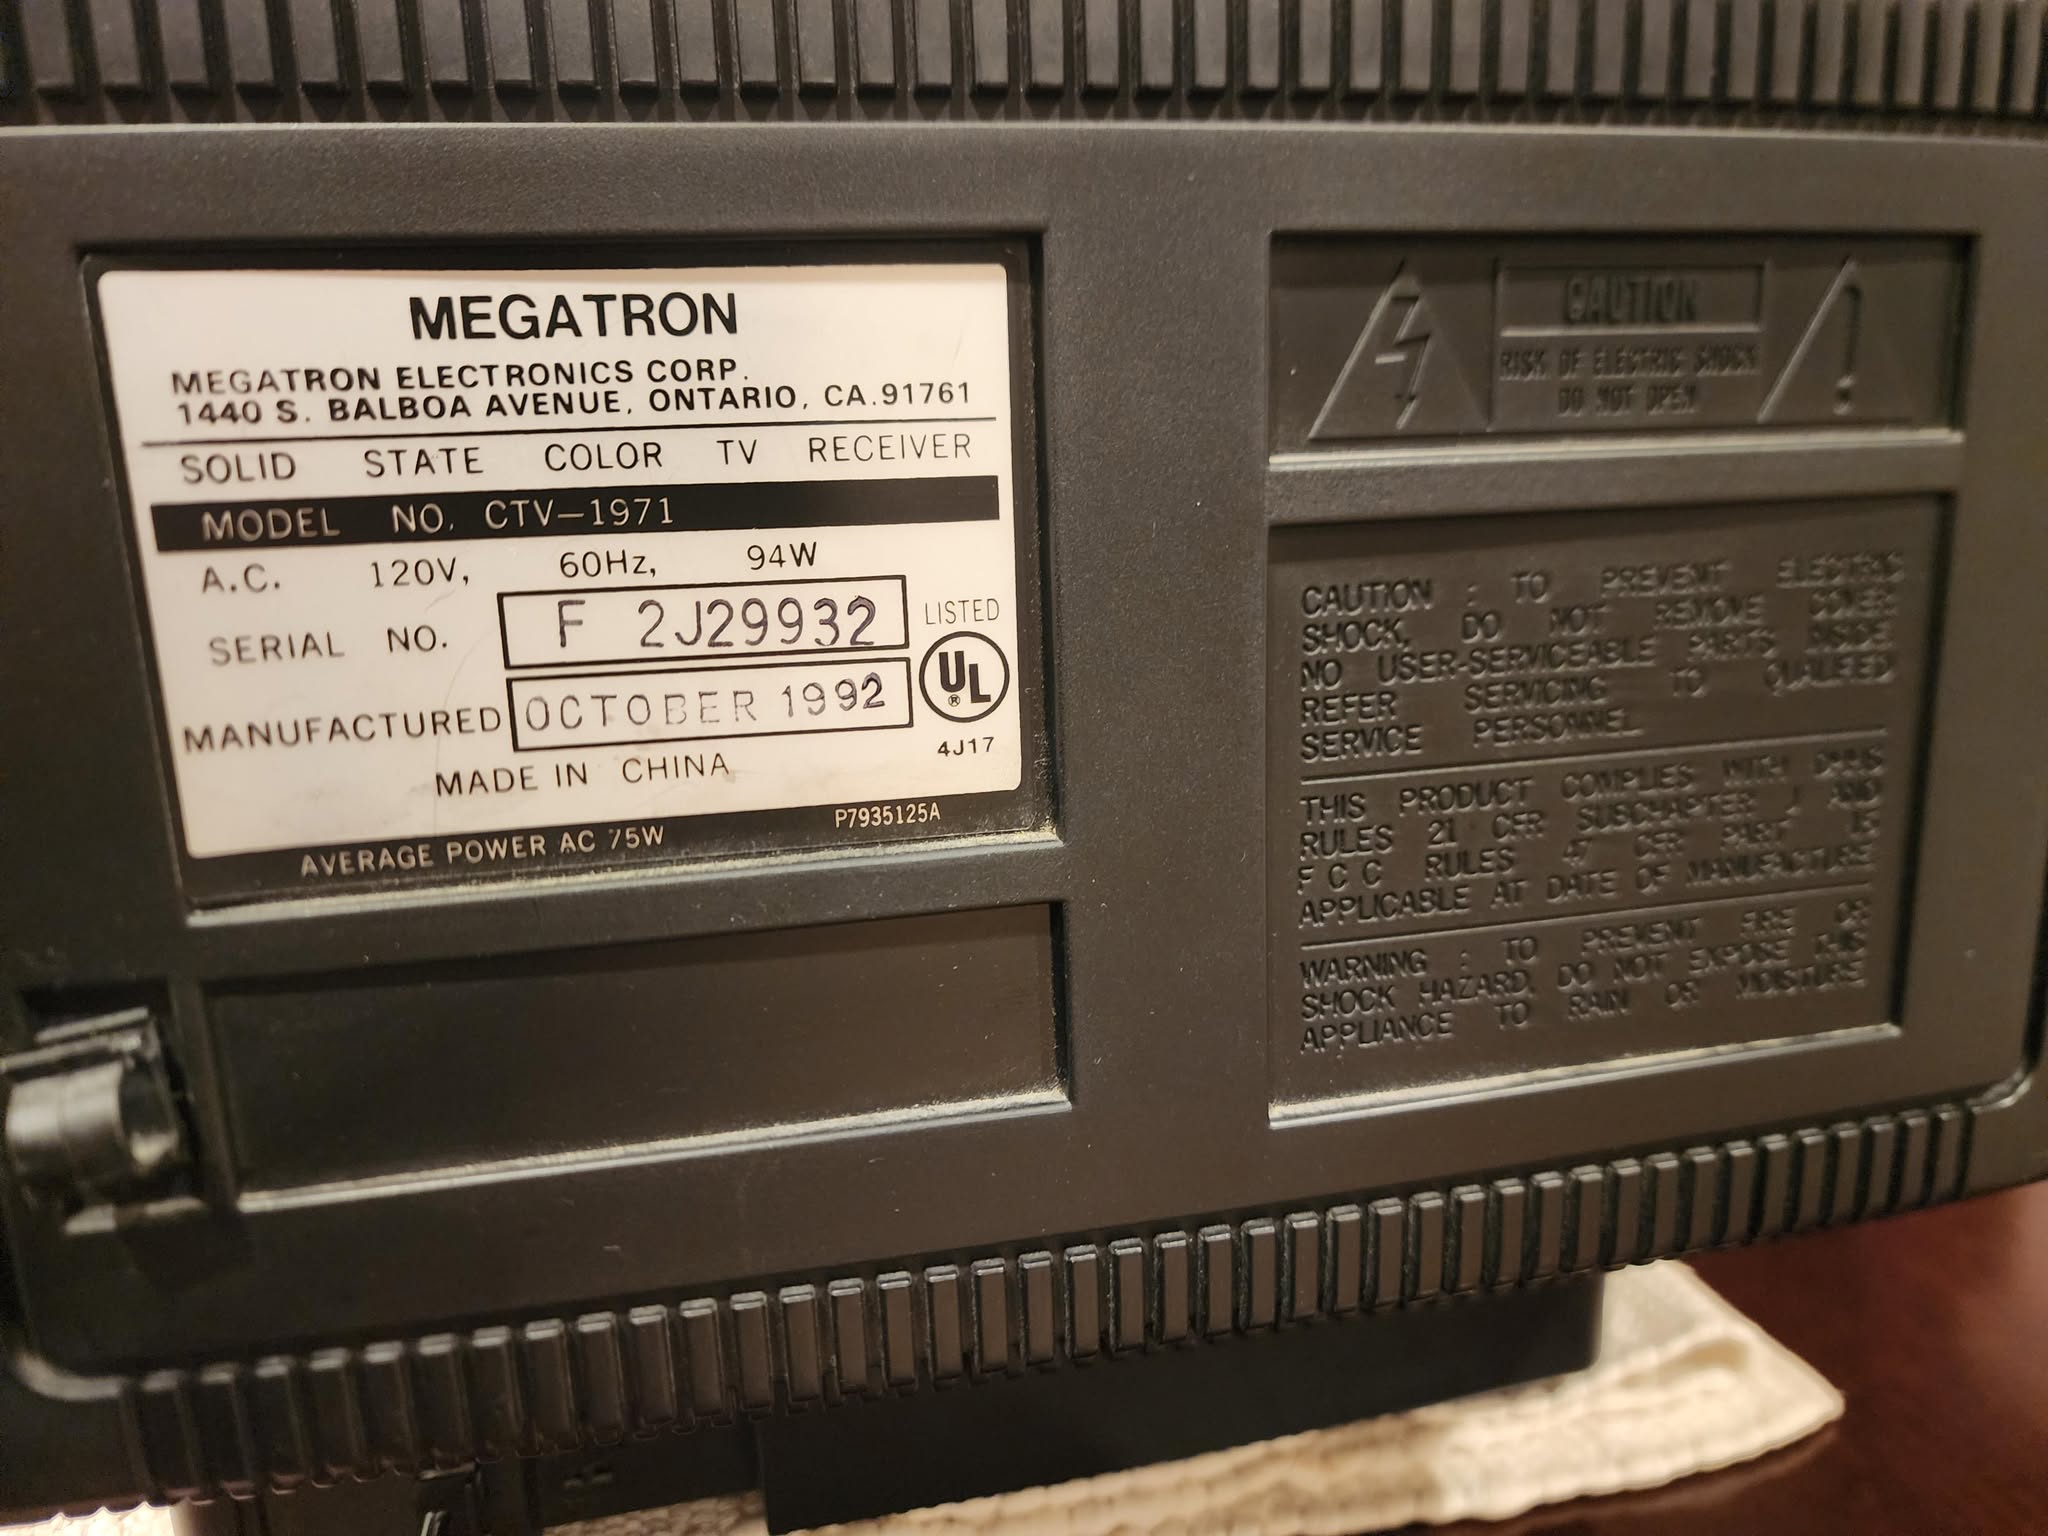 MEGATRON
MEGATRON ELECTRONICS CORP.
1440 S. BALBOA AVENUE, ONTARIO, CA.91761
SOLID STATE COLOR TV RECEIVER
MODEL NO. CTV-1971
A.C. 120V, 60Hz, 94W
SERIAL NO. F 2J29932
LISTED
UL ®
MANUFACTURED OCTOBER 1992
4J17
MADE IN CHINA
P7935125A
AVERAGE POWER AC 75W
CAUTION
RISK OF ELECTRIC SHOCK
DO NOT OPEN
CAUTION : TO PREVENT ELECTRIC
SHOCK, DO NOT REMOVE COVER.
NO USER-SERVICEABLE PARTS INSIDE.
REFER SERVICING TO QUALIFIED
SERVICE PERSONNEL.
THIS PRODUCT COMPLIES WITH DHHS
RULES 21 CFR SUBCHAPTER J AND
F C C RULES 47 CFR PART 15
APPLICABLE AT DATE OF MANUFACTURE
WARNING : TO PREVENT FIRE OR
SHOCK HAZARD, DO NOT EXPOSE THIS
APPLIANCE TO RAIN OR MOISTURE.